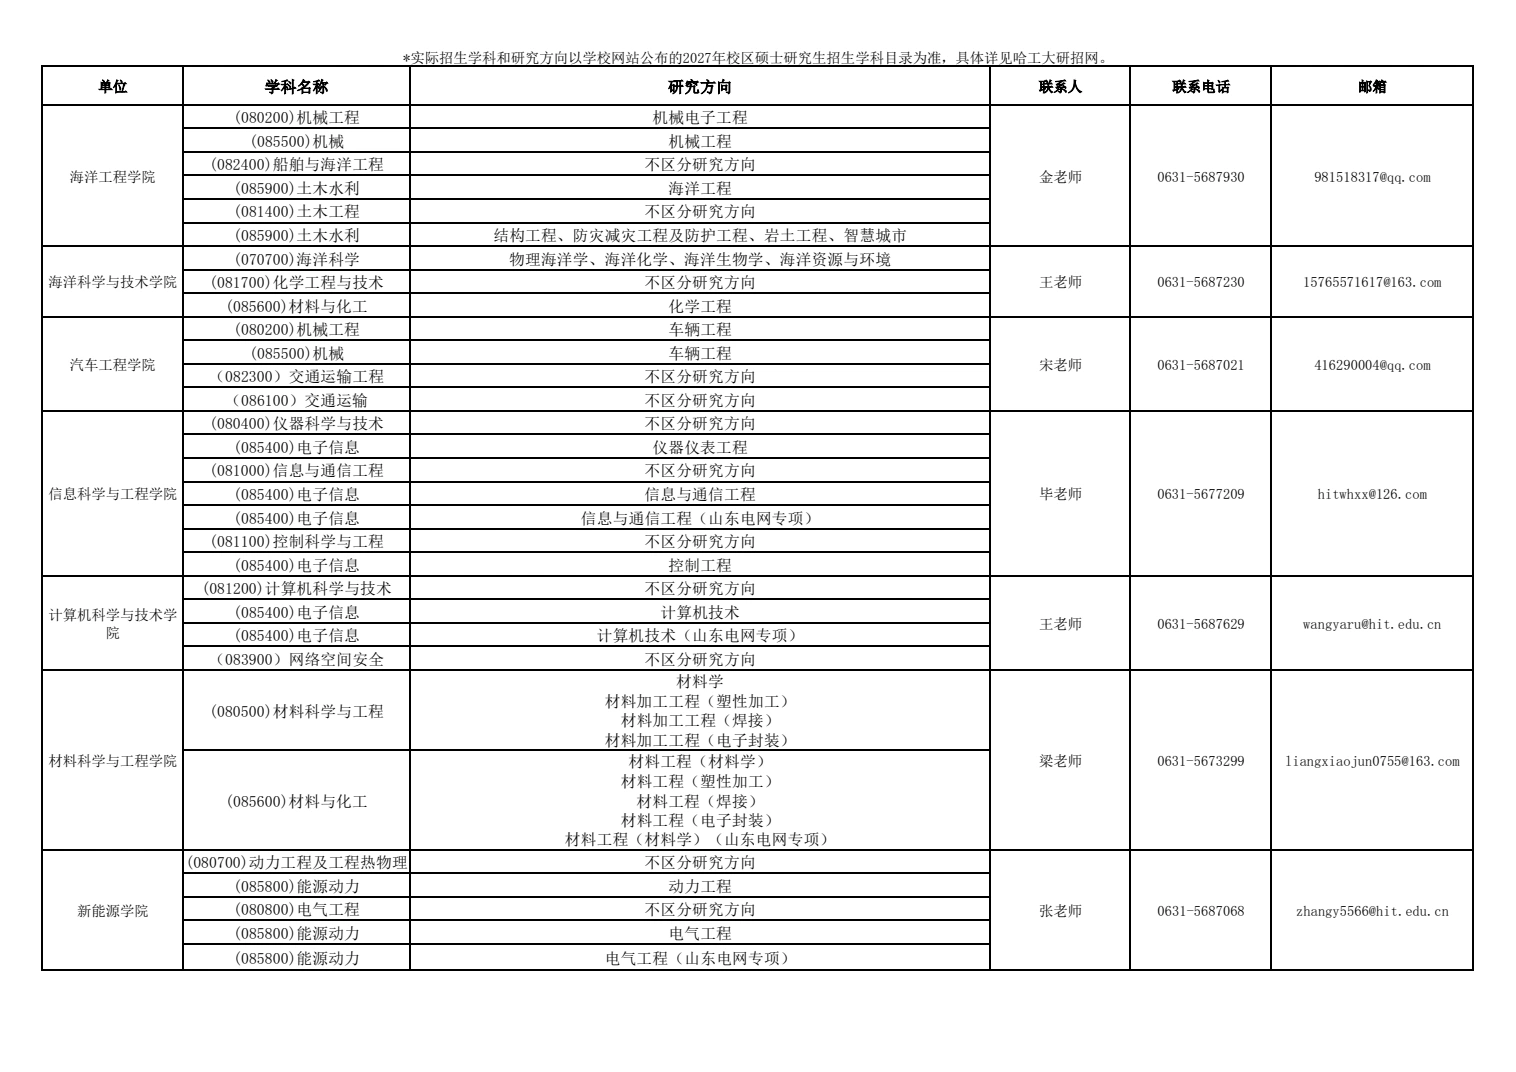 *实际招生学科和研究方向以学校网站公布的2027年校区硕士研究生招生学科目录为准，具体详见哈工大研招网。
单位 学科名称 研究方向 联系人 联系电话 邮箱
海洋工程学院 金老师 0631-5687930 981518317@qq.com
(080200)机械工程 机械电子工程
(085500)机械 机械工程
(082400)船舶与海洋工程 不区分研究方向
(085900)土木水利 海洋工程
(081400)土木工程 不区分研究方向
(085900)土木水利 结构工程、防灾减灾工程及防护工程、岩土工程、智慧城市
海洋科学与技术学院 王老师 0631-5687230 15765571617@163.com
(070700)海洋科学 物理海洋学、海洋化学、海洋生物学、海洋资源与环境
(081700)化学工程与技术 不区分研究方向
(085600)材料与化工 化学工程
汽车工程学院 宋老师 0631-5687021 416290004@qq.com
(080200)机械工程 车辆工程
(085500)机械 车辆工程
（082300）交通运输工程 不区分研究方向
（086100）交通运输 不区分研究方向
信息科学与工程学院 毕老师 0631-5677209 hitwhxx@126.com
(080400)仪器科学与技术 不区分研究方向
(085400)电子信息 仪器仪表工程
(081000)信息与通信工程 不区分研究方向
(085400)电子信息 信息与通信工程
(085400)电子信息 信息与通信工程（山东电网专项）
(081100)控制科学与工程 不区分研究方向
(085400)电子信息 控制工程
计算机科学与技术学
院 王老师 0631-5687629 wangyaru@hit.edu.cn
(081200)计算机科学与技术 不区分研究方向
(085400)电子信息 计算机技术
(085400)电子信息 计算机技术（山东电网专项）
（083900）网络空间安全 不区分研究方向
材料科学与工程学院 梁老师 0631-5673299 liangxiaojun0755@163.com
(080500)材料科学与工程
材料学
材料加工工程（塑性加工）
材料加工工程（焊接）
材料加工工程（电子封装）
(085600)材料与化工
材料工程（材料学）
材料工程（塑性加工）
材料工程（焊接）
材料工程（电子封装）
材料工程（材料学）（山东电网专项）
新能源学院 张老师 0631-5687068 zhangy5566@hit.edu.cn
(080700)动力工程及工程热物理 不区分研究方向
(085800)能源动力 动力工程
(080800)电气工程 不区分研究方向
(085800)能源动力 电气工程
(085800)能源动力 电气工程（山东电网专项）